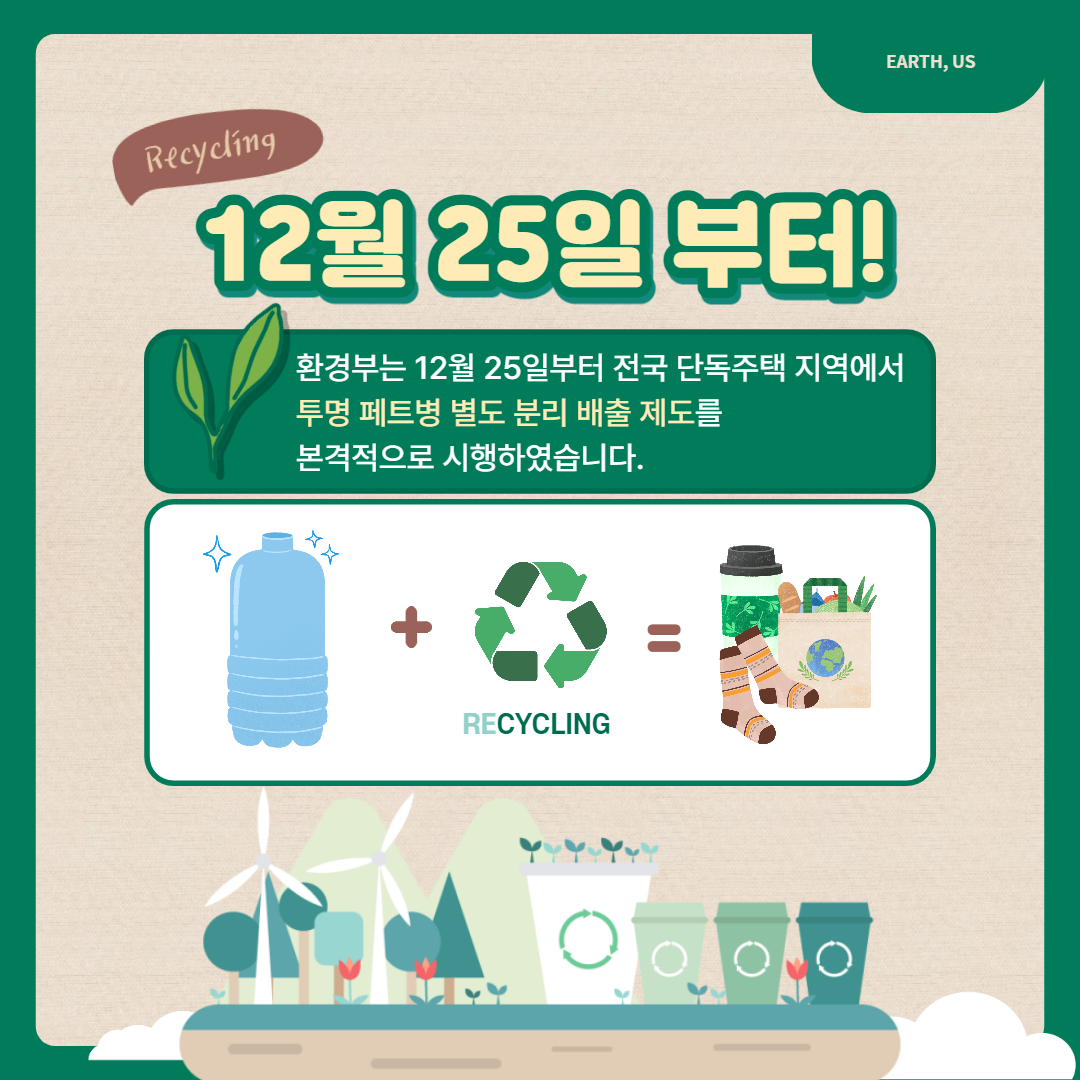 EARTH, US
Recycling
12월 25일 부터!
환경부는 12월 25일부터 전국 단독주택 지역에서
투명 페트병 별도 분리 배출 제도를
본격적으로 시행하였습니다.
RECYCLING